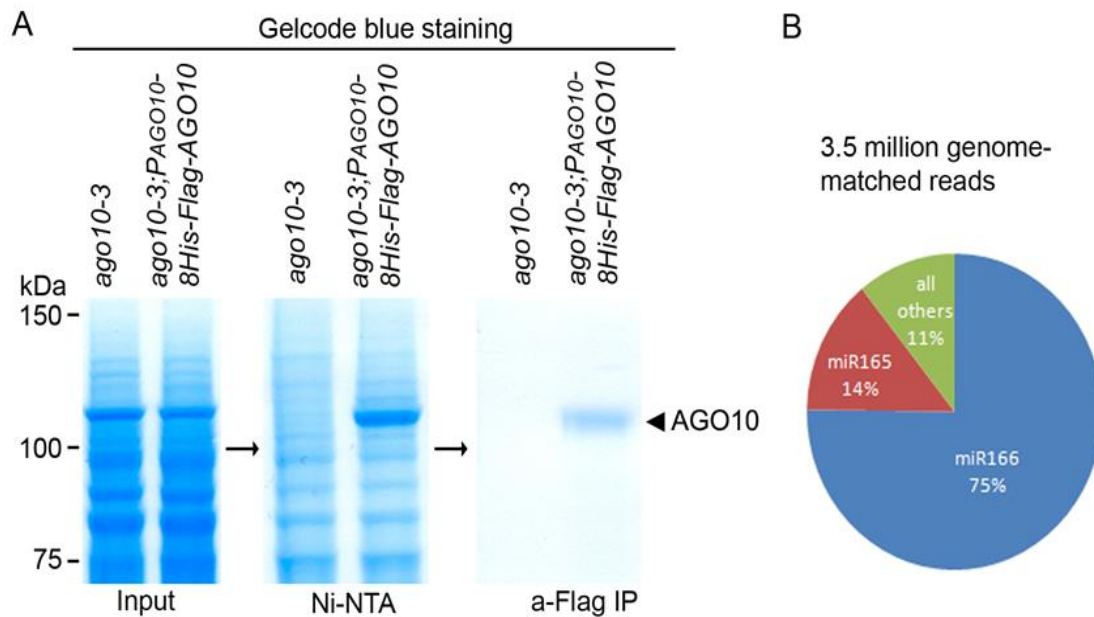 A
Gelcode blue staining
ago10-3
ago10-3;PAGO10-
8His-Flag-AGO10
ago10-3
ago10-3;PAGO10-
8His-Flag-AGO10
ago10-3
ago10-3;PAGO10-
8His-Flag-AGO10
kDa
150
100
75
AGO10
Input
Ni-NTA
a-Flag IP
B
3.5 million genome-
matched reads
all
others
11%
miR165
14%
miR166
75%